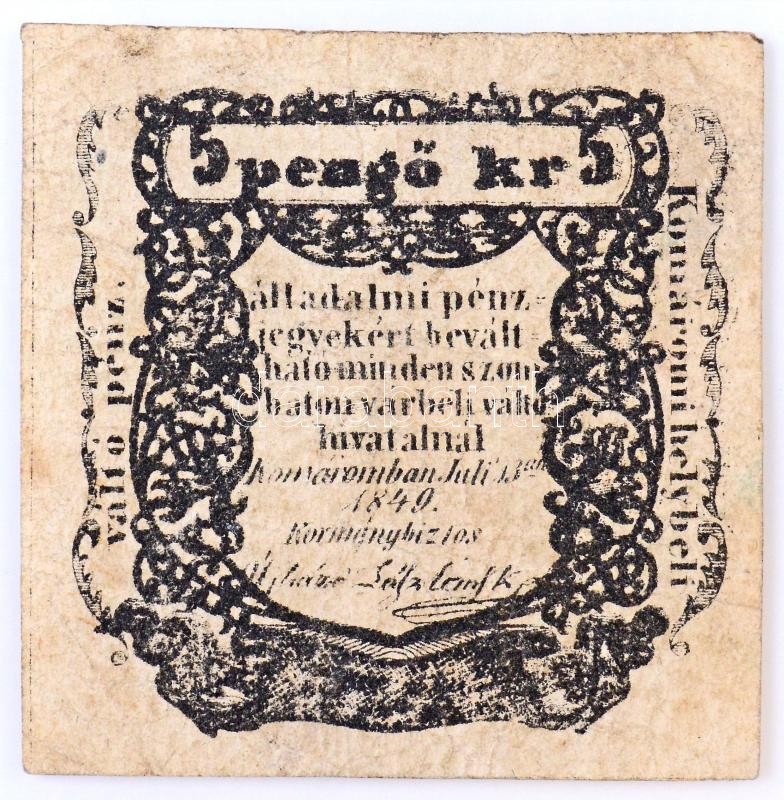 5 pengő kr 5
álladalmi pénz-
jegyekért bevált-
ható minden szom
baton várbeli váltó
hivatalnál
Komáromban Juli 13án
1849.
Kormánybiztos
Komáromi helybeli
váltó pénz.
darabanth